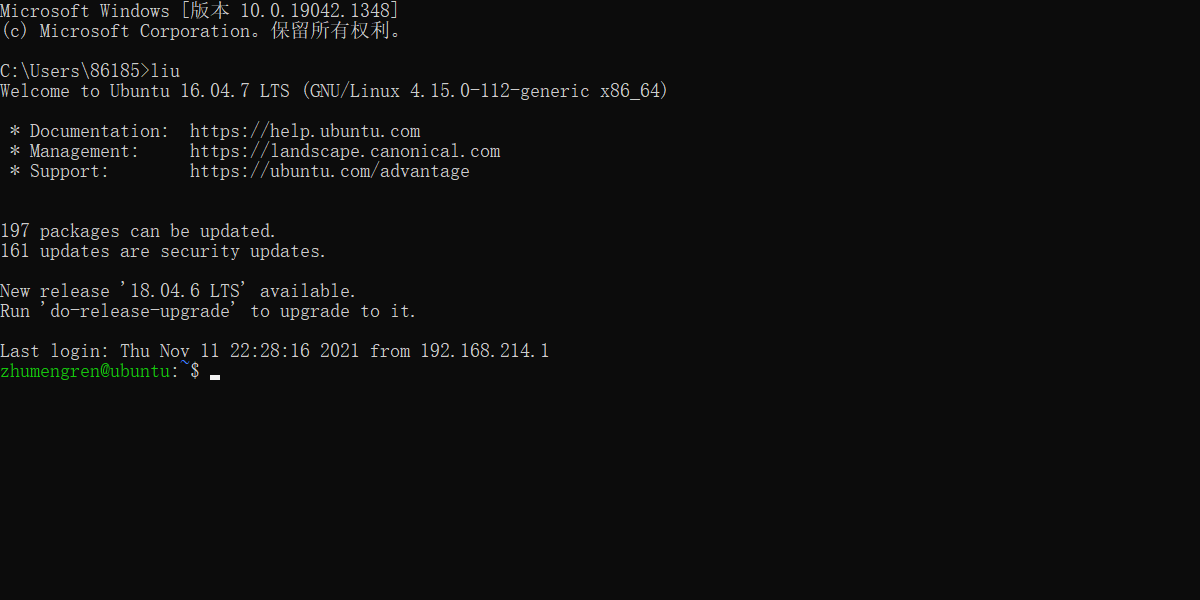 Microsoft Windows [版本 10.0.19042.1348]
(c) Microsoft Corporation。保留所有权利。
C:\Users\86185>liu
Welcome to Ubuntu 16.04.7 LTS (GNU/Linux 4.15.0-112-generic x86_64)
* Documentation:  https://help.ubuntu.com
* Management:     https://landscape.canonical.com
* Support:        https://ubuntu.com/advantage
197 packages can be updated.
161 updates are security updates.
New release '18.04.6 LTS' available.
Run 'do-release-upgrade' to upgrade to it.
Last login: Thu Nov 11 22:28:16 2021 from 192.168.214.1
zhumengren@ubuntu:~$